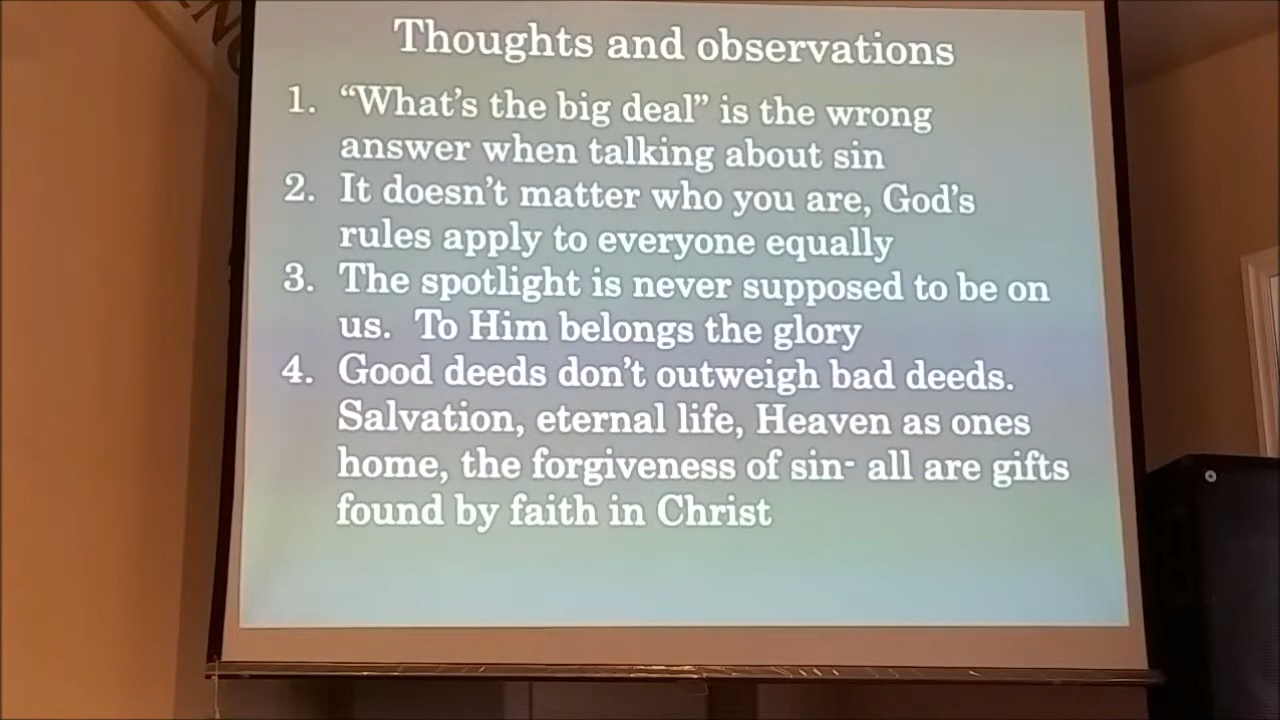 Thoughts and observations
1. “What’s the big deal” is the wrong
answer when talking about sin
2. It doesn’t matter who you are, God’s
rules apply to everyone equally
3. The spotlight is never supposed to be on
us. To Him belongs the glory
4. Good deeds don’t outweigh bad deeds.
Salvation, eternal life, Heaven as ones
home, the forgiveness of sin- all are gifts
found by faith in Christ